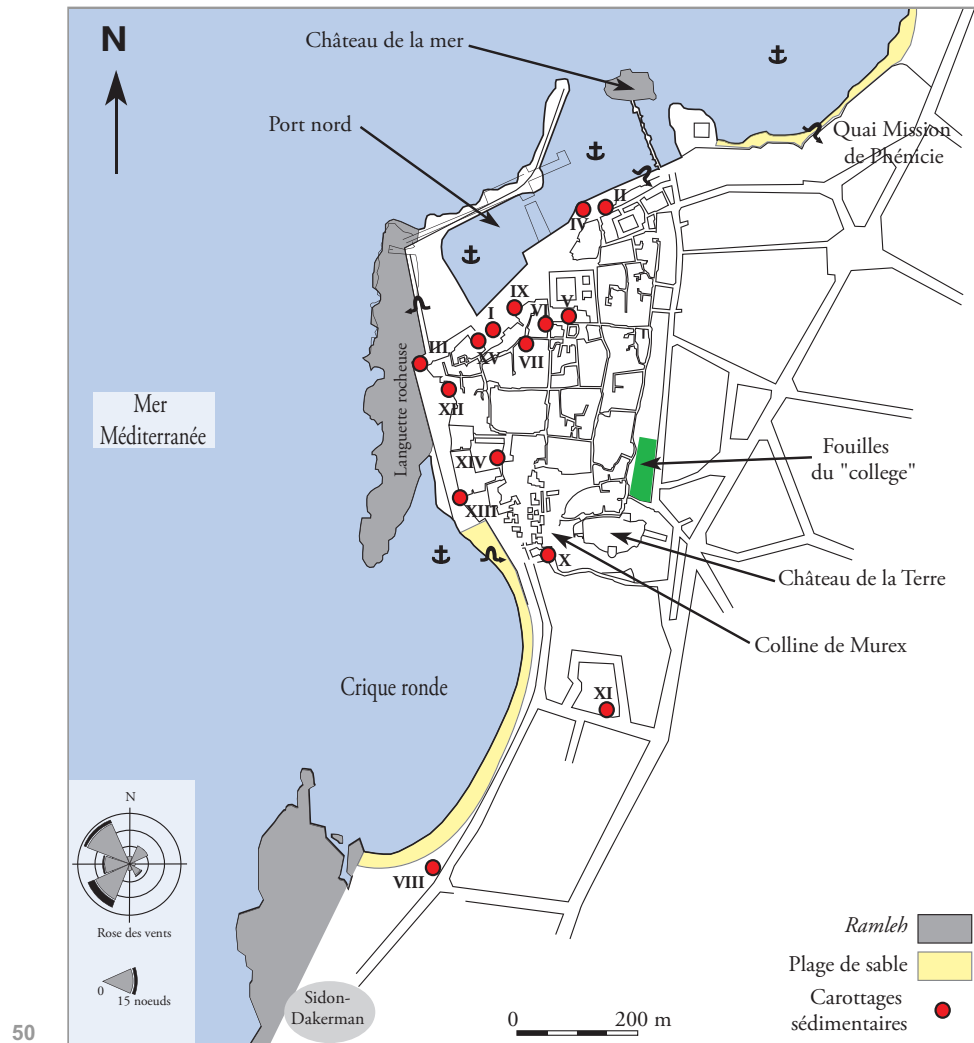 N
Château de la mer
Port nord
Quai Mission
de Phénicie
II
IV
IX
I
VI
V
III
XV
VII
XII
Mer
Méditerranée
Languette rocheuse
XIV
XIII
Fouilles
du "college"
X
Château de la Terre
Colline de Murex
Crique ronde
XI
VIII
N
Rose des vents
0
15 noeuds
Sidon-
Dakerman
0 200 m
Ramleh
Plage de sable
Carottages
sédimentaires
50